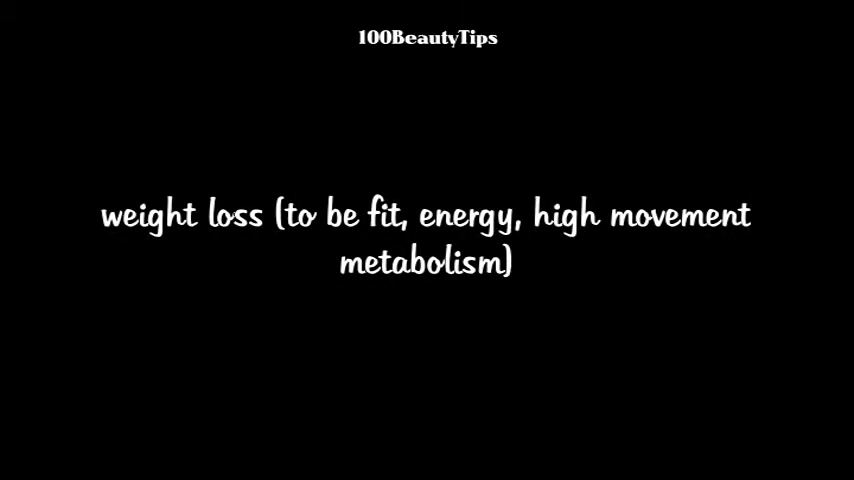 100BeautyTips
weight loss (to be fit, energy, high movement
metabolism)